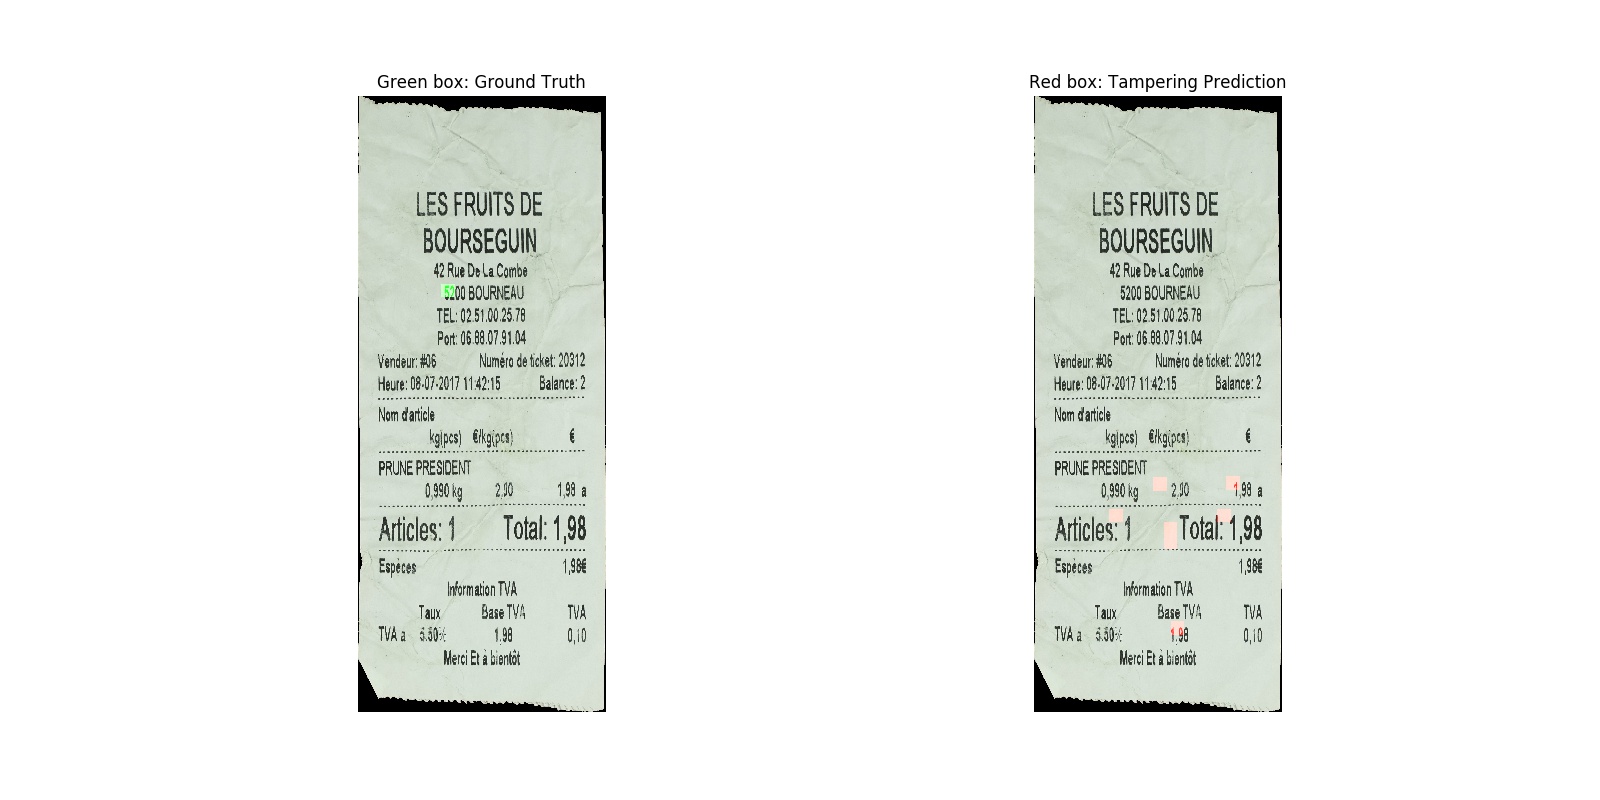 Green box: Ground Truth
LES FRUITS DE
BOURSEGUIN
42 Rue De La Combe
5200 BOURNEAU
TEL: 02.51.00.25.78
Port: 06.88.07.91.04
Vendeur: #06 Numéro de ticket: 20312
Heure: 08-07-2017 11:42:15 Balance: 2
Nom d'article
kg(pcs) €/kg(pcs) €
PRUNE PRESIDENT
0,990 kg 2,00 1,98 a
Articles: 1 Total: 1,98
Espèces 1,98€
Information TVA
Taux Base TVA TVA
TVA a 5.50% 1.98 0,10
Merci Et à bientôt
Red box: Tampering Prediction
LES FRUITS DE
BOURSEGUIN
42 Rue De La Combe
5200 BOURNEAU
TEL: 02.51.00.25.78
Port: 06.88.07.91.04
Vendeur: #06 Numéro de ticket: 20312
Heure: 08-07-2017 11:42:15 Balance: 2
Nom d'article
kg(pcs) €/kg(pcs) €
PRUNE PRESIDENT
0,990 kg 2,00 1,98 a
Articles: 1 Total: 1,98
Espèces 1,98€
Information TVA
Taux Base TVA TVA
TVA a 5.50% 1.98 0,10
Merci Et à bientôt